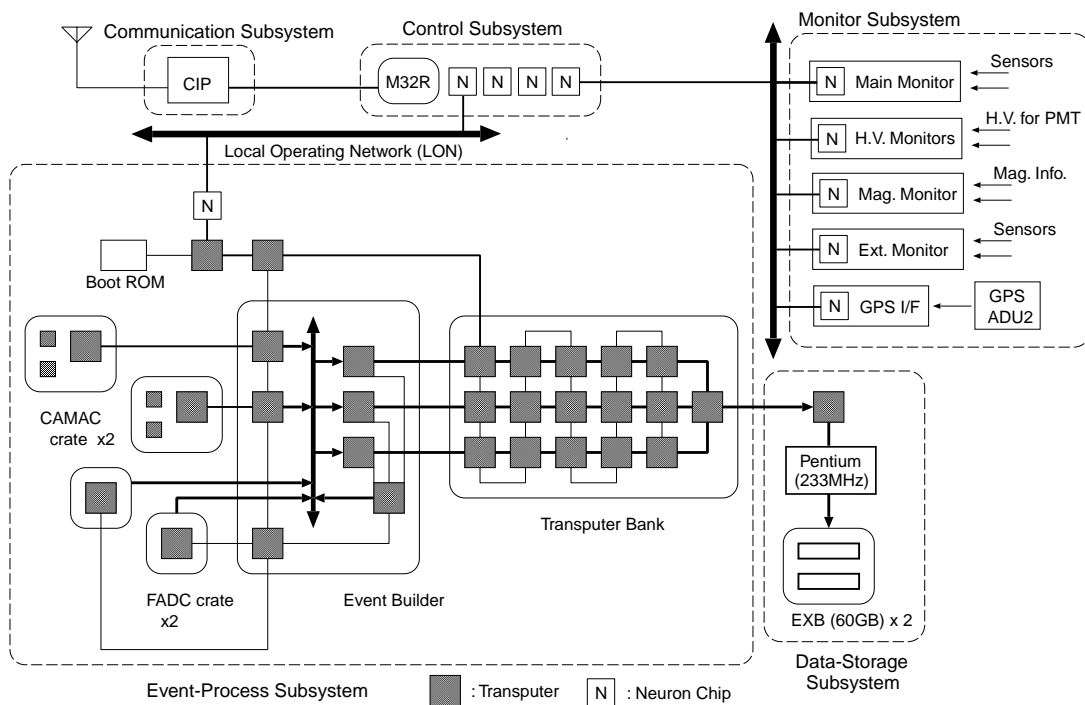 Communication Subsystem
Control Subsystem
Monitor Subsystem
CIP
M32R
N
N
N
N
N
Main Monitor
Sensors
N
H.V. Monitors
H.V. for PMT
N
Mag. Monitor
Mag. Info.
N
Ext. Monitor
Sensors
N
GPS I/F
GPS
ADU2
Local Operating Network (LON)
N
Boot ROM
CAMAC
crate x2
FADC crate
x2
Event Builder
Transputer Bank
Pentium
(233MHz)
EXB (60GB) x 2
Data-Storage
Subsystem
Event-Process Subsystem
: Transputer
N
: Neuron Chip